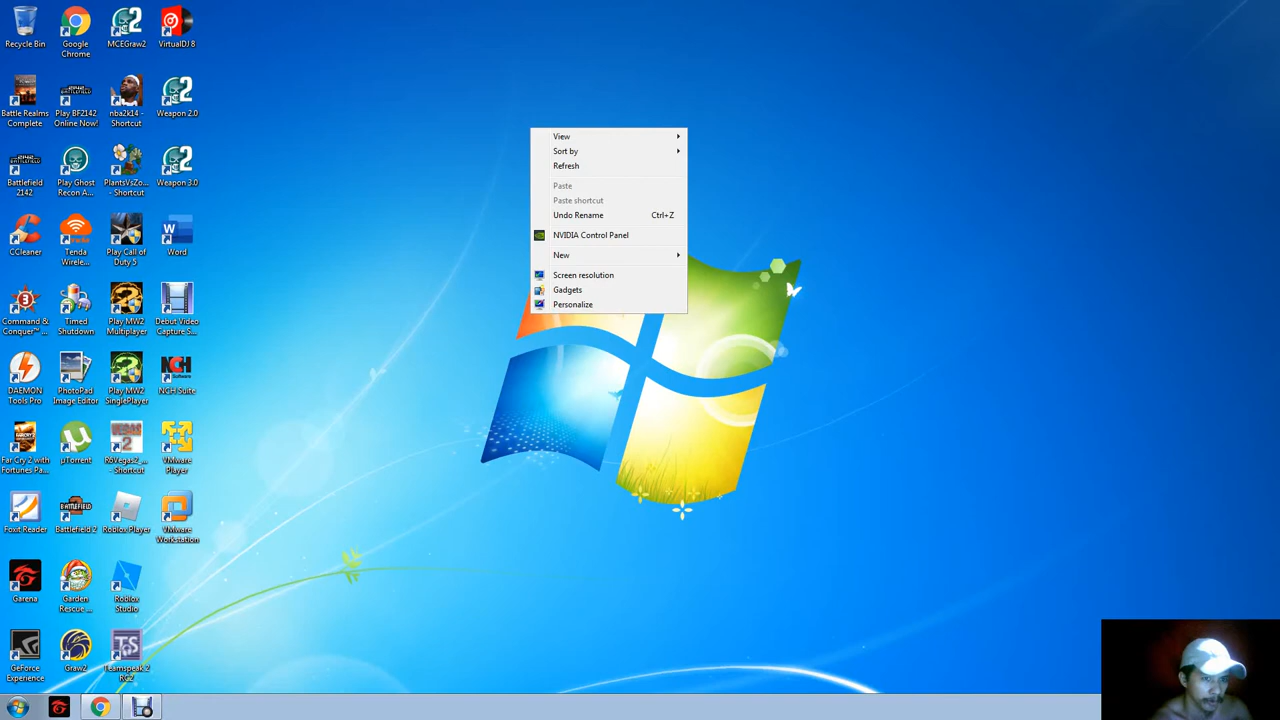 Recycle Bin
Google
Chrome
MCEGraw2
VirtualDJ 8
Battle Realms
Complete
Play BF2142
Online Now!
nba2k14 -
Shortcut
Weapon 2.0
Battlefield
2142
Play Ghost
Recon A...
PlantsVsZo...
- Shortcut
Weapon 3.0
CCleaner
Tenda
Wirele...
Play Call of
Duty 5
Word
Command &
Conquer™ ...
Timed
Shutdown
Play MW2
Multiplayer
Debut Video
Capture S...
DAEMON
Tools Pro
PhotoPad
Image Editor
Play MW2
SinglePlayer
NCH Suite
Far Cry 2 with
Fortunes Pa...
µTorrent
R6Vegas2_...
- Shortcut
VMware
Player
Foxit Reader
Battlefield 2
Roblox Player
VMware
Workstation
Garena
Garden
Rescue ...
Roblox
Studio
GeForce
Experience
Graw2
Teamspeak 2
RC2
View
Sort by
Refresh
Paste
Paste shortcut
Undo Rename Ctrl+Z
NVIDIA Control Panel
New
Screen resolution
Gadgets
Personalize